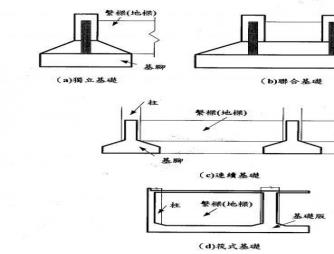 繫樑(地樑)
基腳
(a)獨立基礎
(b)聯合基礎
柱
繫樑(地樑)
基腳
(c)連續基礎
柱
繫樑(地樑)
基礎版
(d)筏式基礎